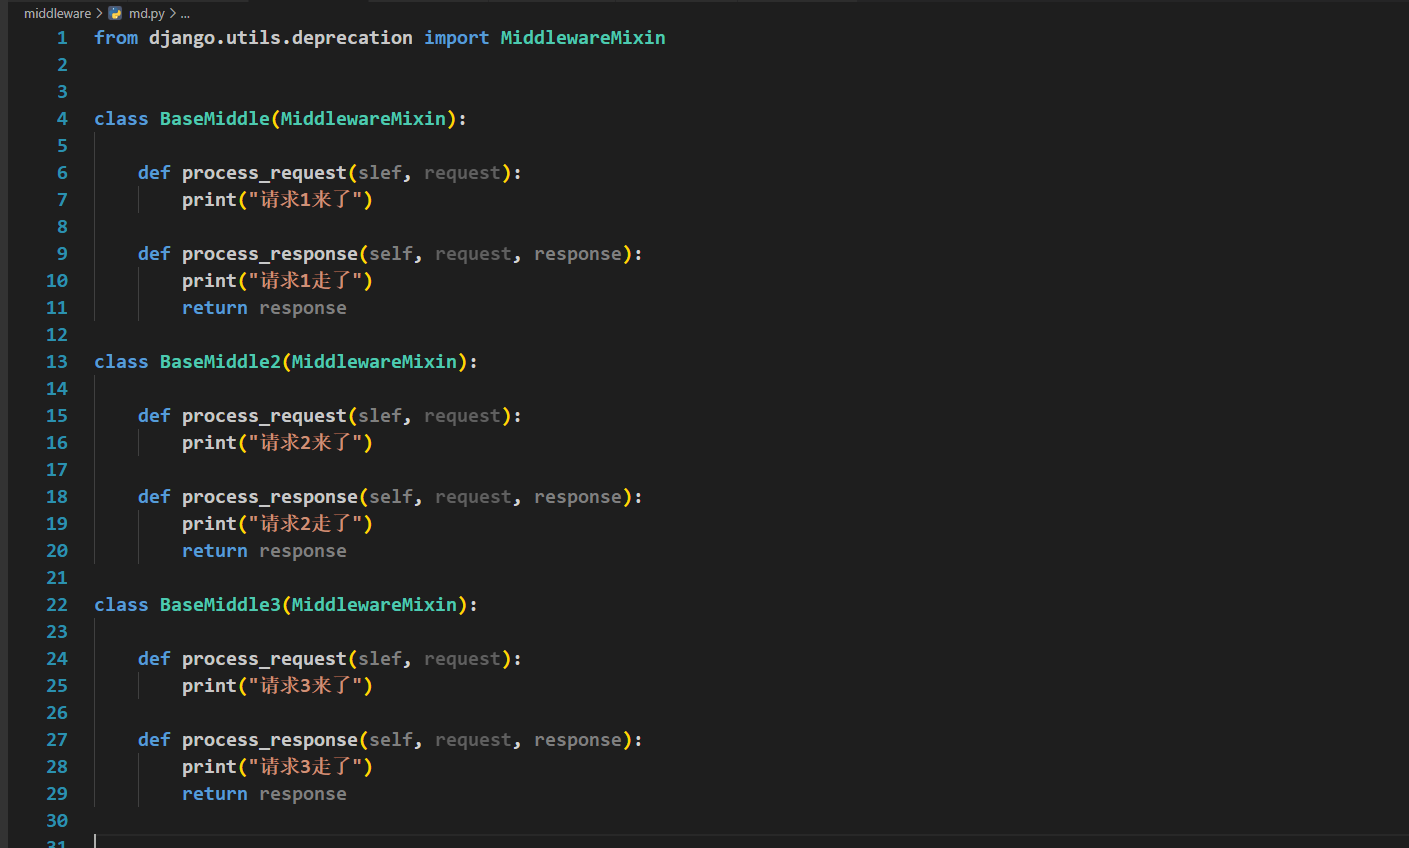 middleware > md.py > ...
1 from django.utils.deprecation import MiddlewareMixin
2
3
4 class BaseMiddle(MiddlewareMixin):
5
6     def process_request(slef, request):
7         print("请求1来了")
8
9     def process_response(self, request, response):
10         print("请求1走了")
11         return response
12
13 class BaseMiddle2(MiddlewareMixin):
14
15     def process_request(slef, request):
16         print("请求2来了")
17
18     def process_response(self, request, response):
19         print("请求2走了")
20         return response
21
22 class BaseMiddle3(MiddlewareMixin):
23
24     def process_request(slef, request):
25         print("请求3来了")
26
27     def process_response(self, request, response):
28         print("请求3走了")
29         return response
30
31